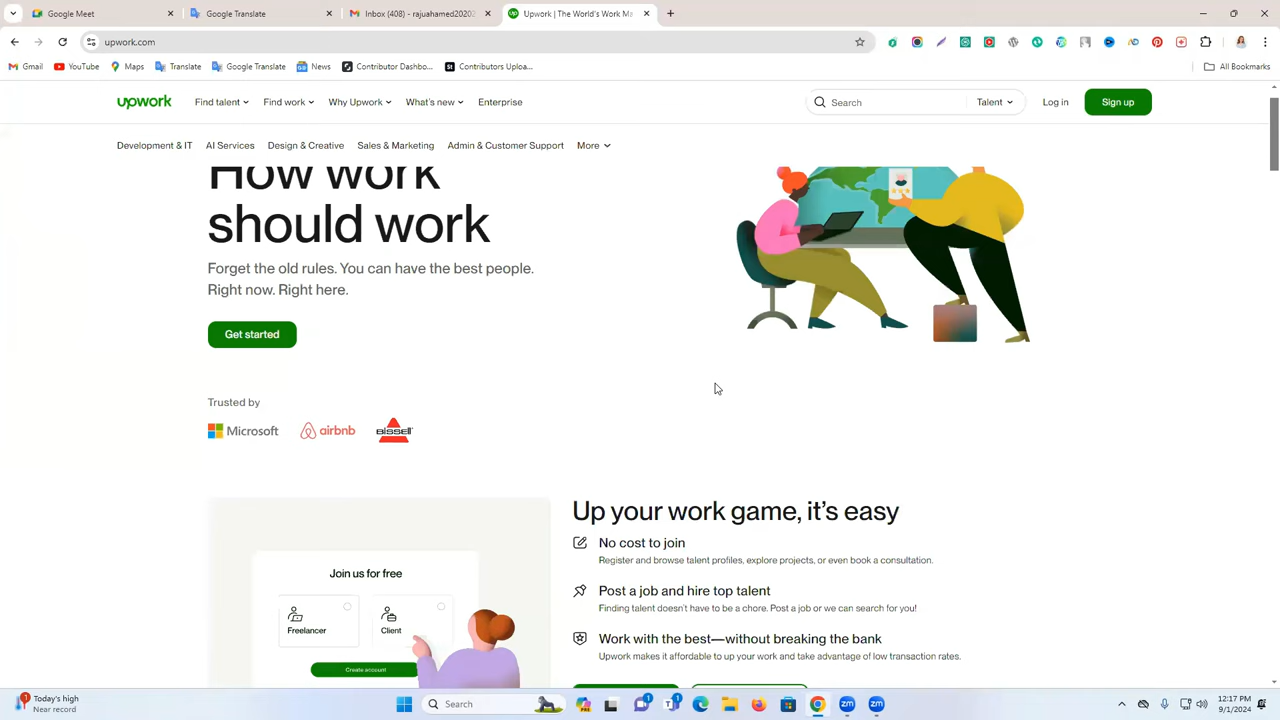 Google Meet
Google Translate
Inbox (408) - rajuahamed2020
Upwork | The World's Work Ma
upwork.com
Gmail
YouTube
Maps
Translate
Google Translate
News
Contributor Dashbo...
Contributors Uploa...
All Bookmarks
upwork
Find talent
Find work
Why Upwork
What's new
Enterprise
Search
Talent
Log in
Sign up
Development & IT
AI Services
Design & Creative
Sales & Marketing
Admin & Customer Support
More
How work
should work
Forget the old rules. You can have the best people.
Right now. Right here.
Get started
Trusted by
Microsoft
airbnb
BISSELL
Up your work game, it's easy
No cost to join
Register and browse talent profiles, explore projects, or even book a consultation.
Join us for free
Post a job and hire top talent
Finding talent doesn't have to be a chore. Post a job or we can search for you!
Freelancer
Client
Work with the best—without breaking the bank
Upwork makes it affordable to up your work and take advantage of low transaction rates.
Create account
Today's high
Near record
Search
12:17 PM
9/1/2024